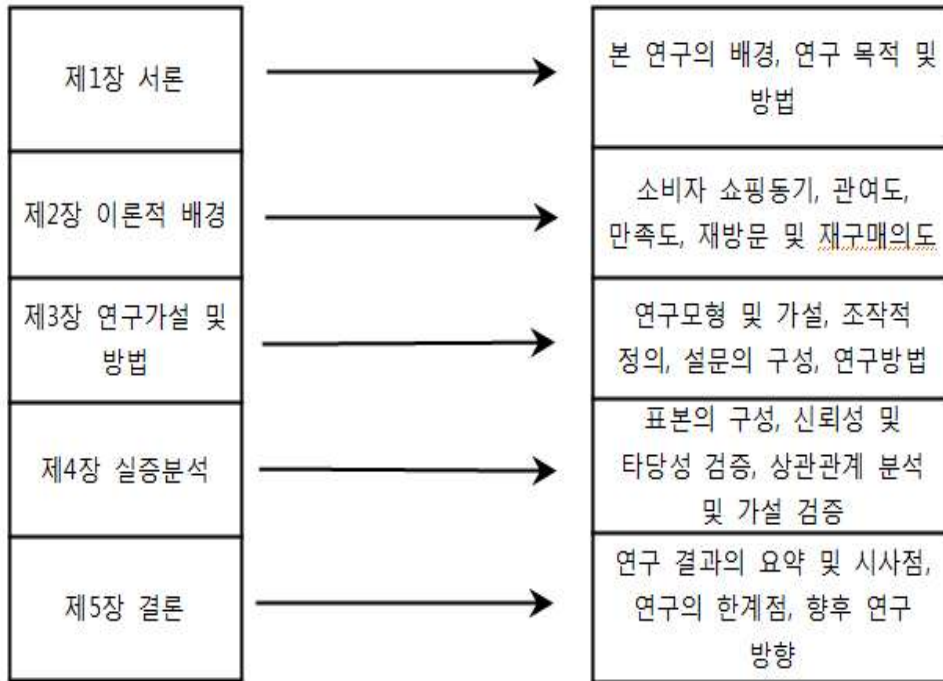 제1장 서론
본 연구의 배경, 연구 목적 및
방법
제2장 이론적 배경
소비자 쇼핑동기, 관여도,
만족도, 재방문 및 재구매의도
제3장 연구가설 및
방법
연구모형 및 가설, 조작적
정의, 설문의 구성, 연구방법
제4장 실증분석
표본의 구성, 신뢰성 및
타당성 검증, 상관관계 분석
및 가설 검증
제5장 결론
연구 결과의 요약 및 시사점,
연구의 한계점, 향후 연구
방향